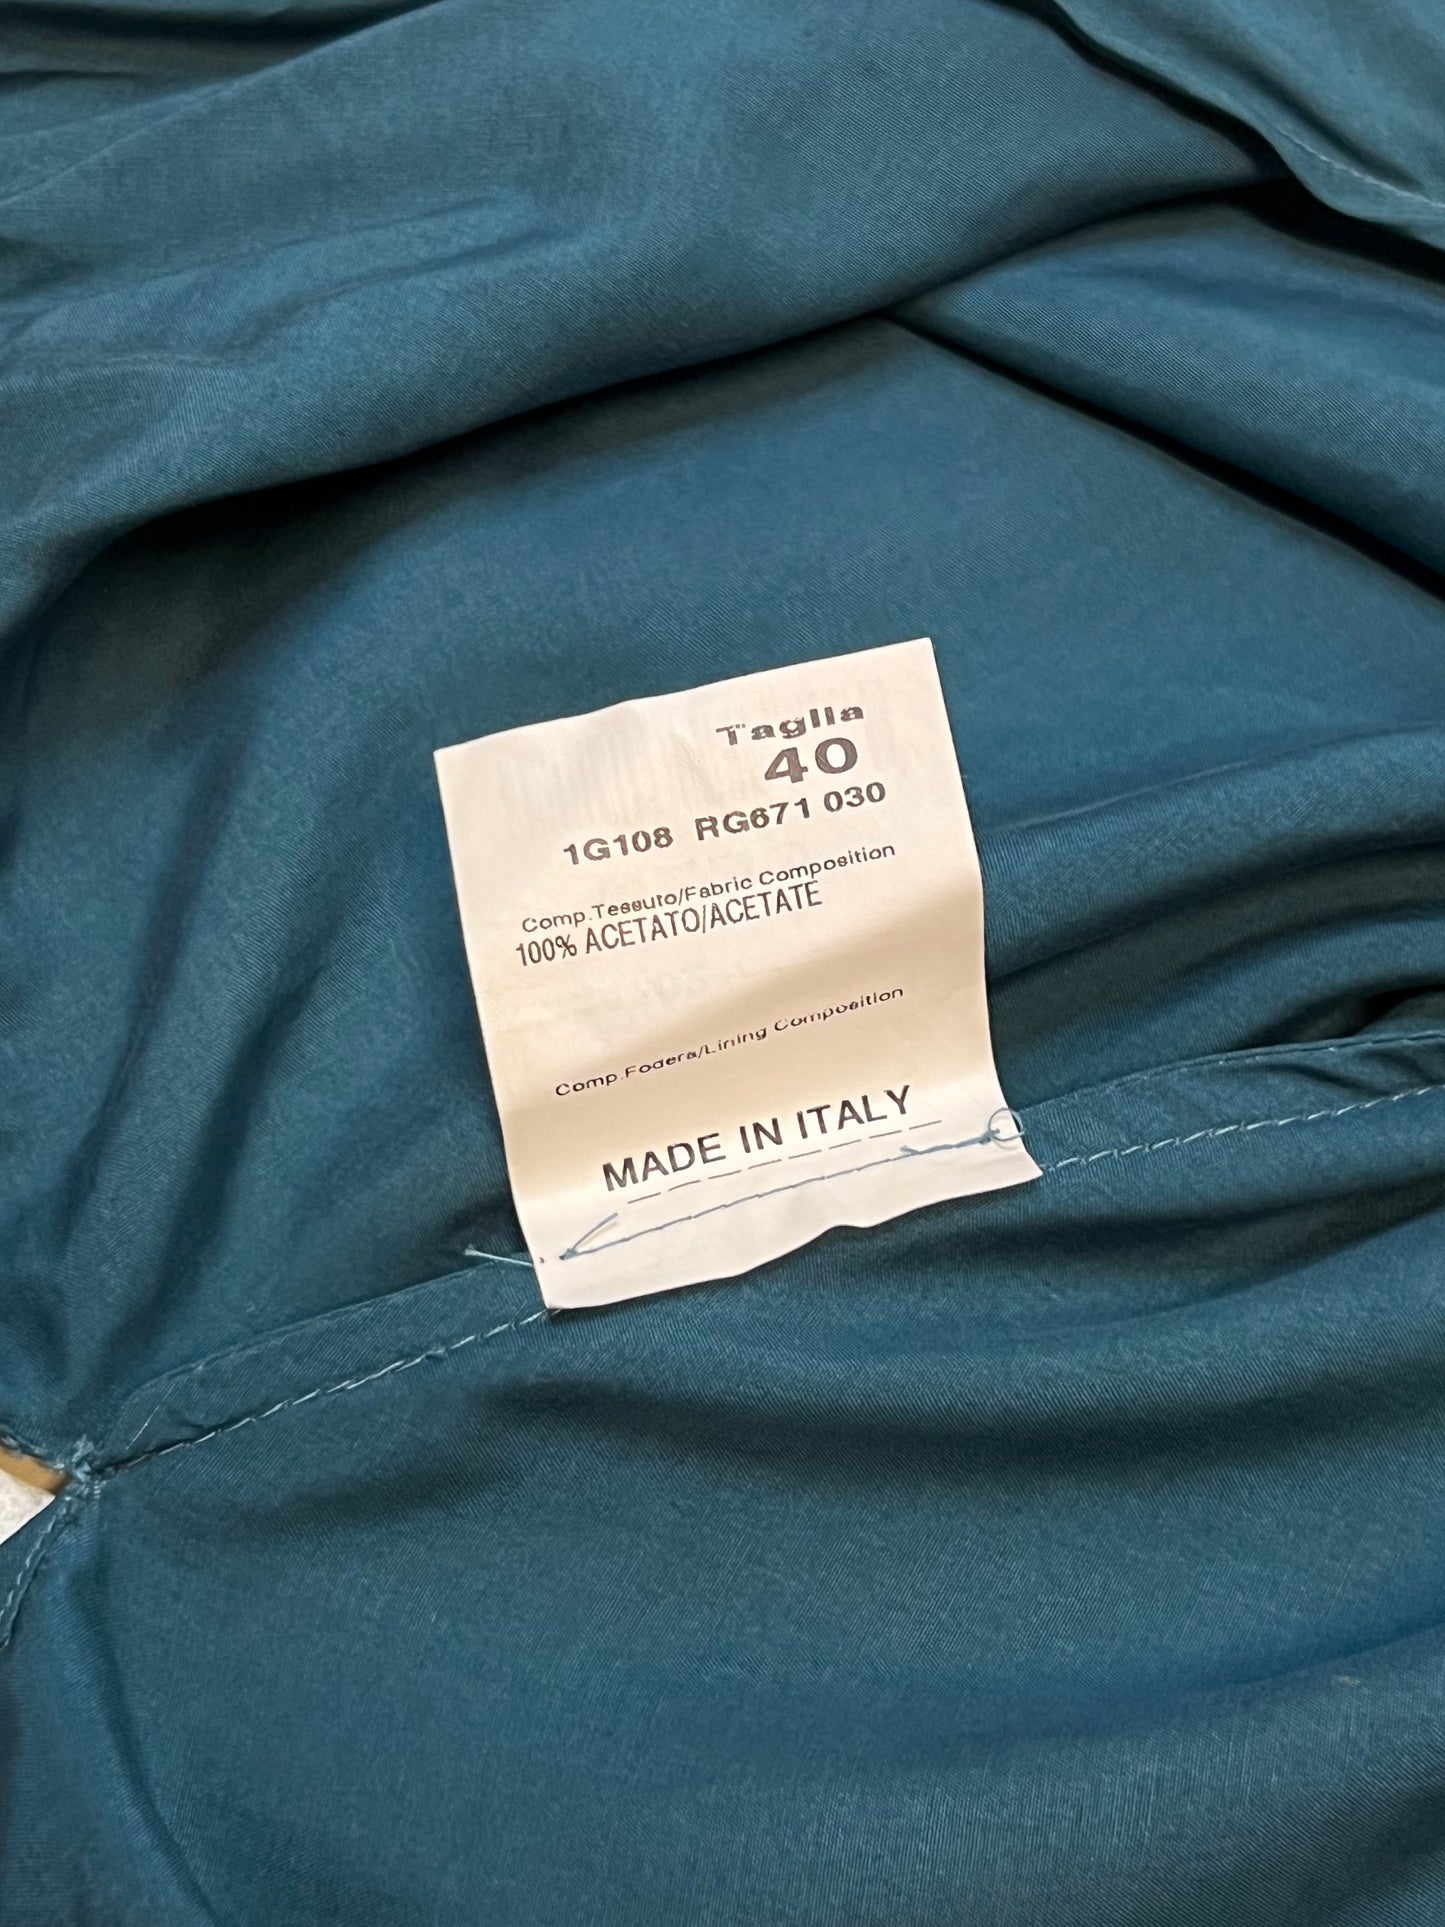 Taglia
40
1G108 RG671 030
Comp.Tessuto/Fabric Composition
100% ACETATO/ACETATE
Comp.Fodera/Lining Composition
MADE IN ITALY